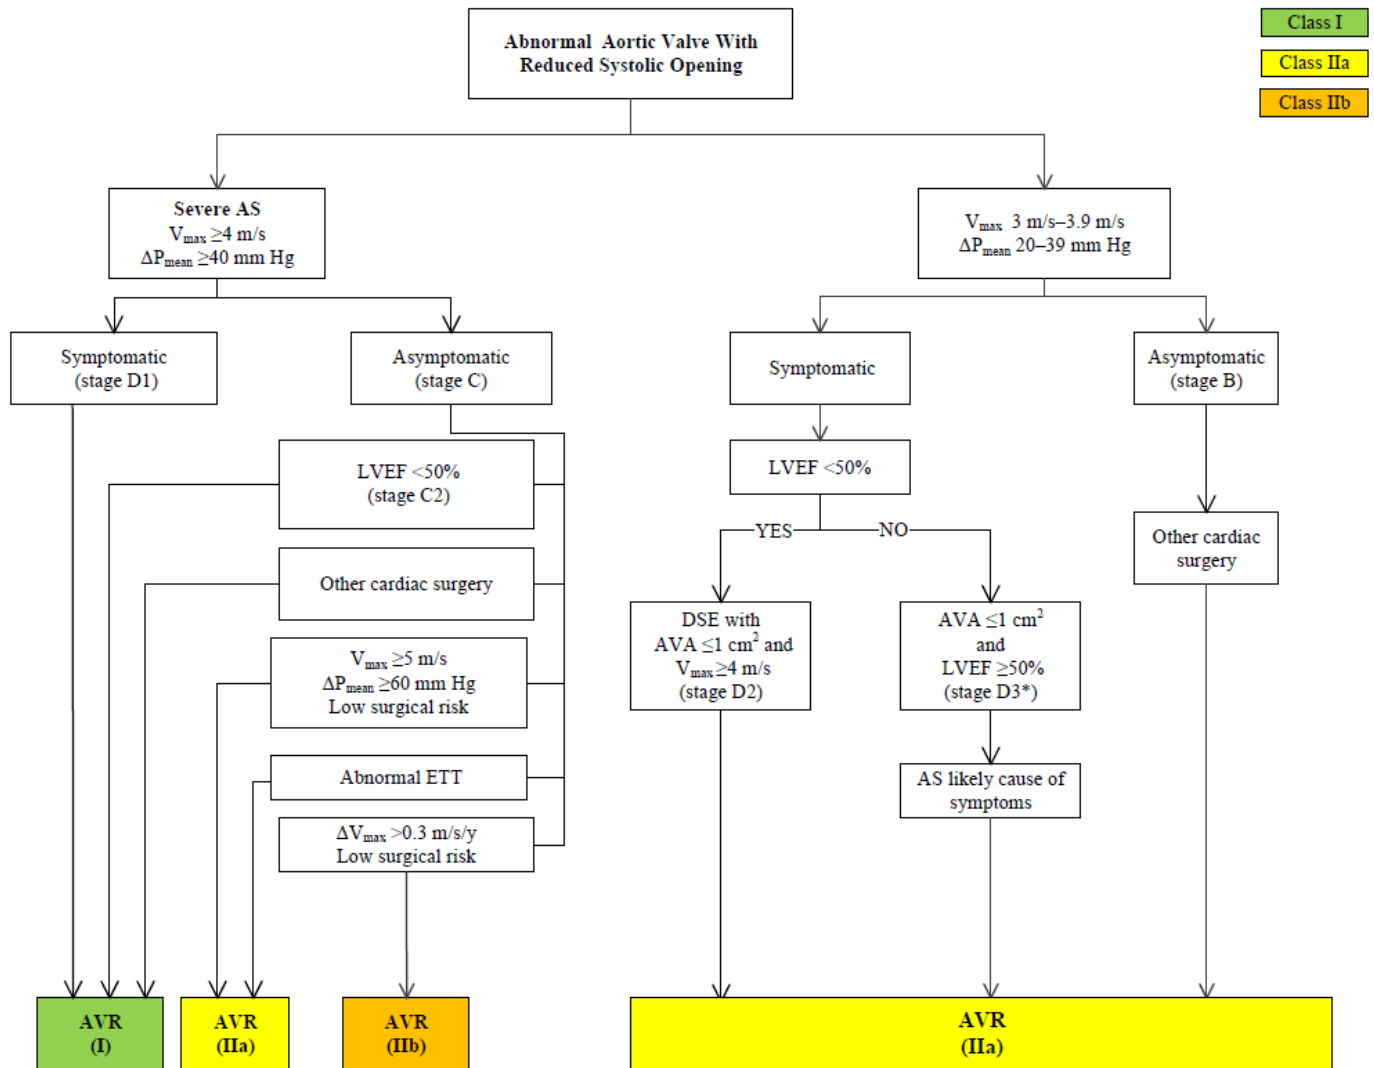 Abnormal Aortic Valve With
Reduced Systolic Opening
Class I
Class IIa
Class IIb
Severe AS
Vmax ≥4 m/s
ΔPmean ≥40 mm Hg
Vmax 3 m/s–3.9 m/s
ΔPmean 20–39 mm Hg
Symptomatic
(stage D1)
Asymptomatic
(stage C)
Symptomatic
Asymptomatic
(stage B)
LVEF <50%
(stage C2)
LVEF <50%
YES
NO
Other cardiac surgery
Other cardiac
surgery
Vmax ≥5 m/s
ΔPmean ≥60 mm Hg
Low surgical risk
DSE with
AVA ≤1 cm²and
Vmax ≥4 m/s
(stage D2)
AVA ≤1 cm²
and
LVEF ≥50%
(stage D3*)
Abnormal ETT
AS likely cause of
symptoms
ΔVmax >0.3 m/s/y
Low surgical risk
AVR
(I)
AVR
(IIa)
AVR
(IIb)
AVR
(IIa)